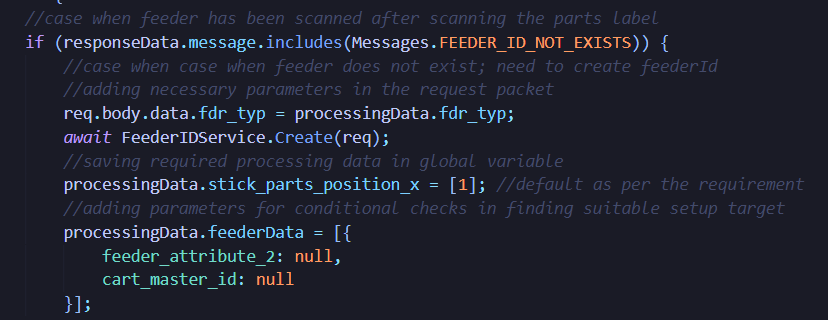 {
//case when feeder has been scanned after scanning the parts label
if (responseData.message.includes(Messages.FEEDER_ID_NOT_EXISTS)) {
//case when case when feeder does not exist; need to create feederId
//adding necessary parameters in the request packet
req.body.data.fdr_typ = processingData.fdr_typ;
await FeederIDService.Create(req);
//saving required processing data in global variable
processingData.stick_parts_position_x = [1]; //default as per the requirement
//adding parameters for conditional checks in finding suitable setup target
processingData.feederData = [{
feeder_attribute_2: null,
cart_master_id: null
}];